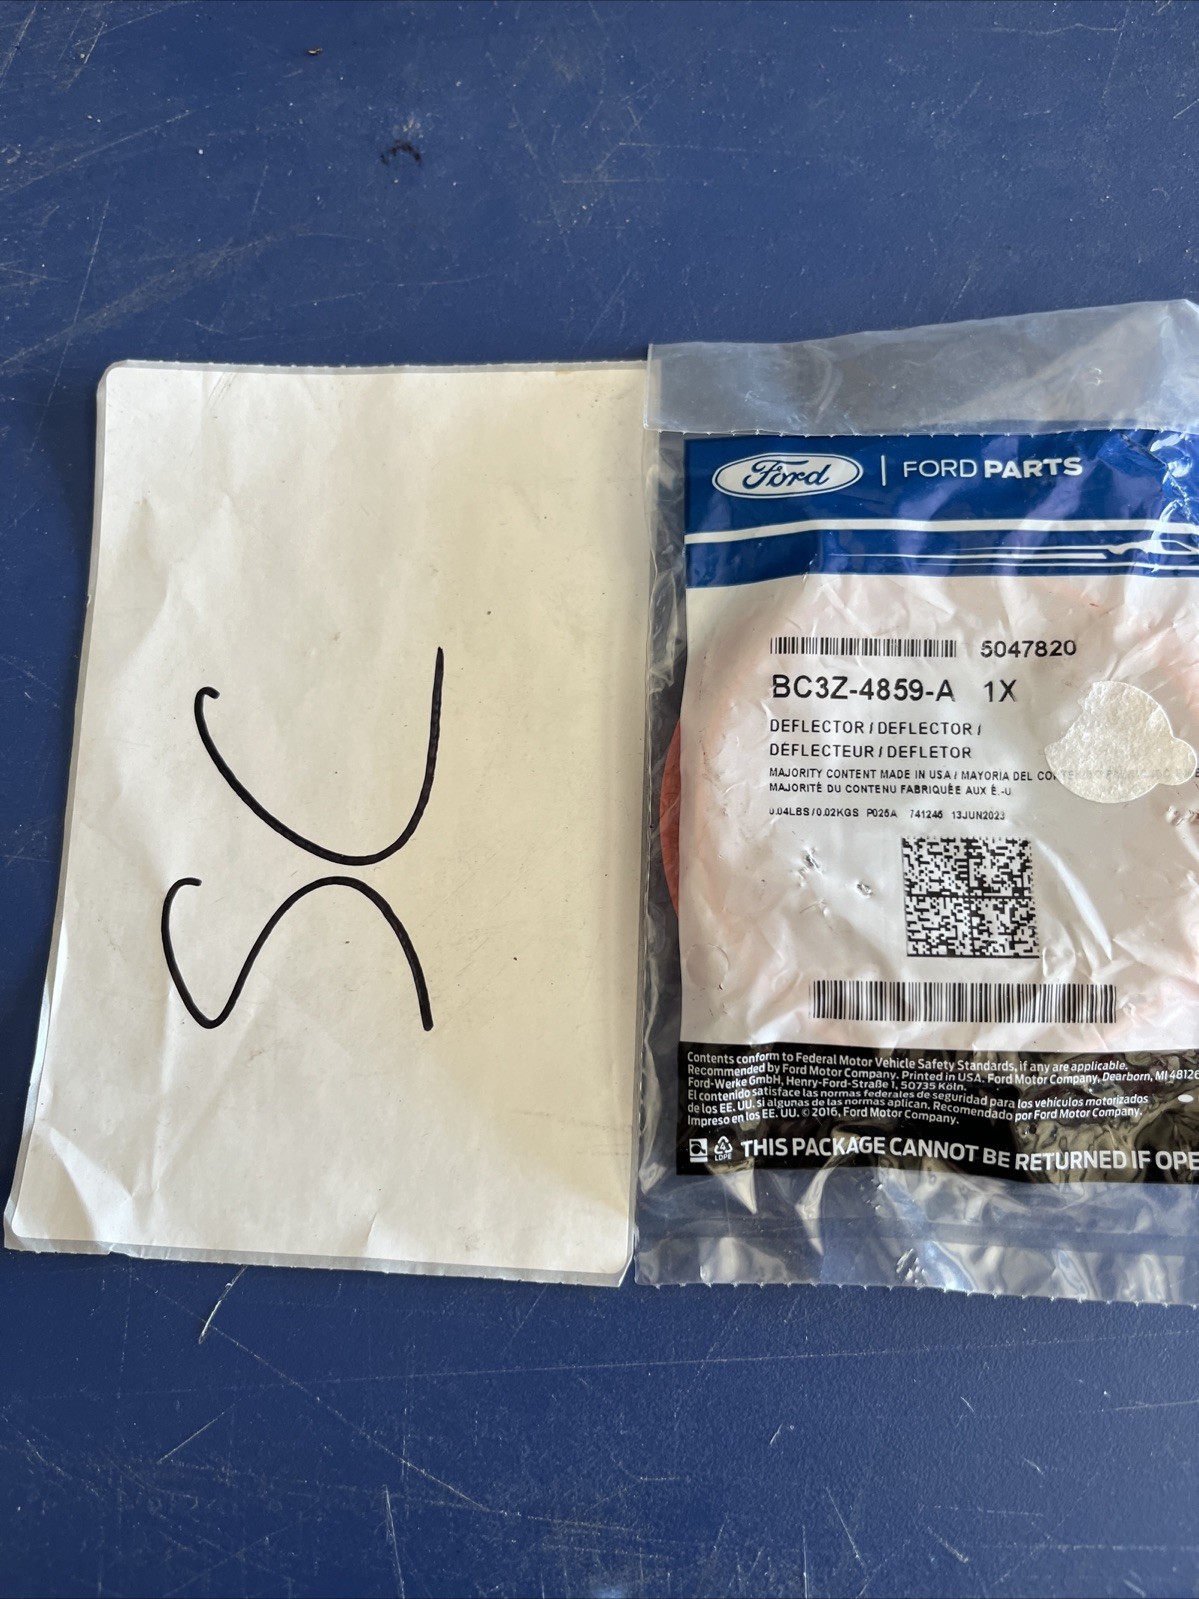 SC
Ford | FORD PARTS
5047820
BC3Z-4859-A 1X
DEFLECTOR / DEFLECTOR /
DÉFLECTEUR / DEFLETOR
MAJORITY CONTENT MADE IN USA / MAYORÍA DEL
MAJORITÉ DU CONTENU FABRIQUÉE AUX É.-U.
0.04LBS/0.02KGS P025A 741246 13JUN2023
Contents conform to Federal Motor Vehicle Safety Standards, if any are applicable.
Recommended by Ford Motor Company. Printed in USA. Ford Motor Company, Dearborn, MI 48126
Ford-Werke GmbH, Henry-Ford-Straße 1, 50735 Köln.
El contenido satisface las normas federales de seguridad para los vehículos motorizados
de los EE. UU. si algunas de las normas aplican. Recomendado por Ford Motor Company.
Impreso en los EE. UU. © 2016, Ford Motor Company.
4 LDPE THIS PACKAGE CANNOT BE RETURNED IF OPE